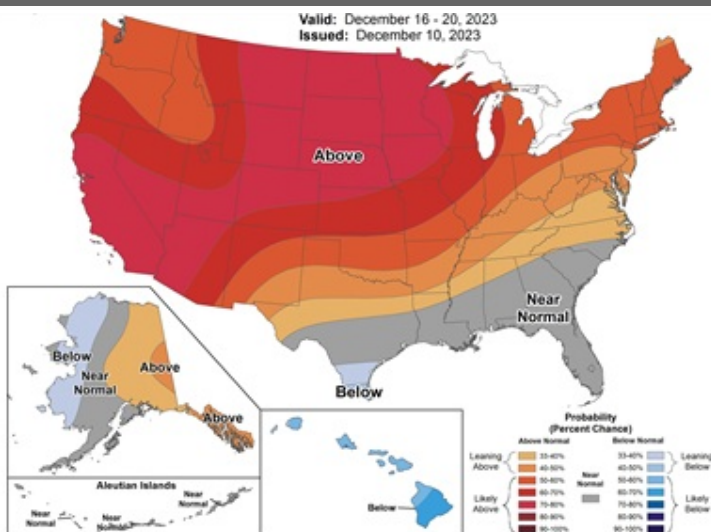 Valid: December 16 - 20, 2023
Issued: December 10, 2023
Above
Near
Normal
Below
Below
Near
Normal
Above
Above
Aleutian Islands
Near
Normal
Near
Normal
Near
Normal
Below
Probability
(Percent Chance)
Above Normal
Below Normal
Leaning
Above
Likely
Above
33-40%
40-50%
50-60%
60-70%
70-80%
80-90%
90-100%
Near
Normal
33-40%
40-50%
50-60%
60-70%
70-80%
80-90%
90-100%
Leaning
Below
Likely
Below